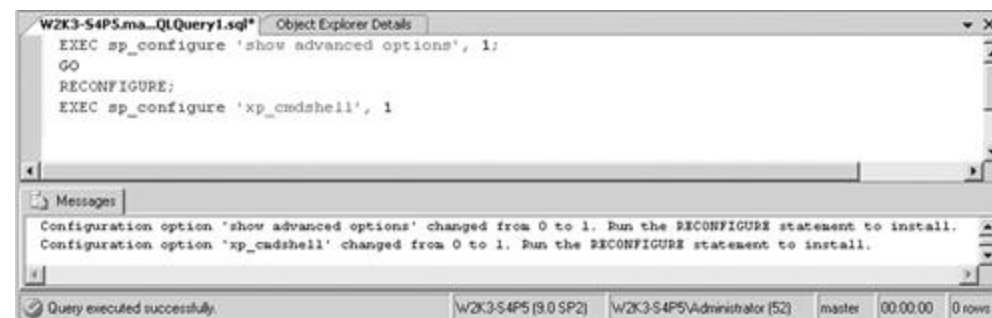 W2K3-S4P5.ma...QLQuery1.sql* Object Explorer Details
EXEC sp_configure 'show advanced options', 1;
GO
RECONFIGURE;
EXEC sp_configure 'xp_cmdshell', 1
Messages
Configuration option 'show advanced options' changed from 0 to 1. Run the RECONFIGURE statement to install.
Configuration option 'xp_cmdshell' changed from 0 to 1. Run the RECONFIGURE statement to install.
Query executed successfully. W2K3-S4P5 (9.0 SP2) W2K3-S4P5\Administrator (52) master 00:00:00 0 rows